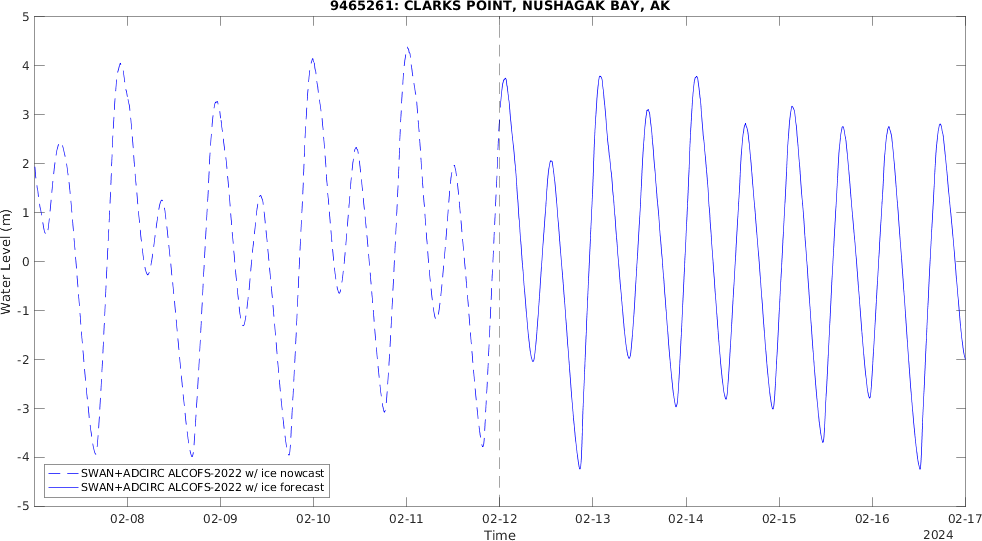 9465261: CLARKS POINT, NUSHAGAK BAY, AK
Water Level (m)
5
4
3
2
1
0
-1
-2
-3
-4
-5
SWAN+ADCIRC ALCOFS-2022 w/ ice nowcast
SWAN+ADCIRC ALCOFS-2022 w/ ice forecast
02-08 02-09 02-10 02-11 02-12 02-13 02-14 02-15 02-16 02-17
Time
2024